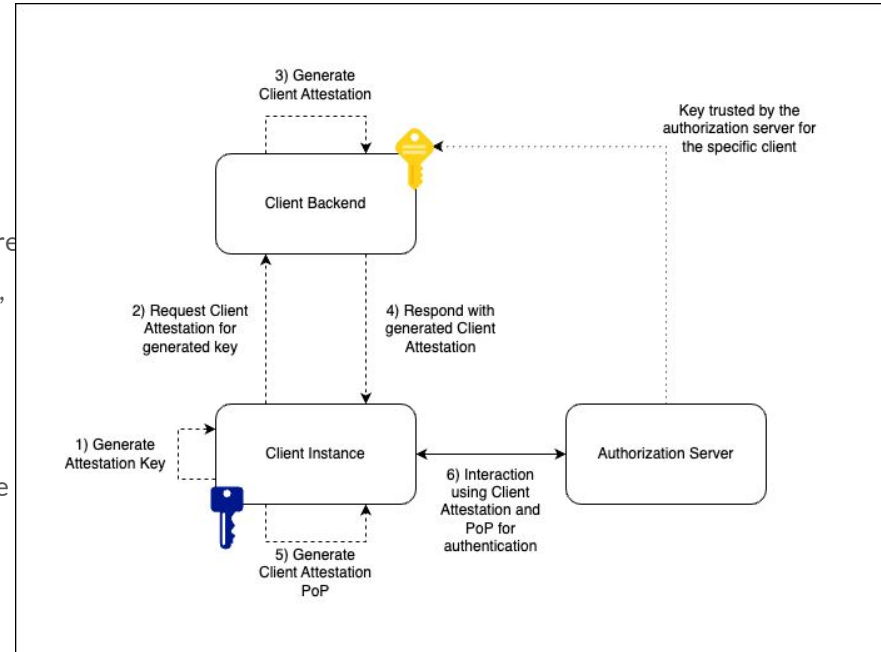 3) Generate
Client Attestation
Key trusted by the
authorization server for
the specific client
Client Backend
re
,
2) Request Client
Attestation for
generated key
4) Respond with
generated Client
Attestation
1) Generate
Attestation Key
Client Instance
Authorization Server
6) Interaction
using Client
Attestation and
PoP for
authentication
e
5) Generate
Client Attestation
PoP